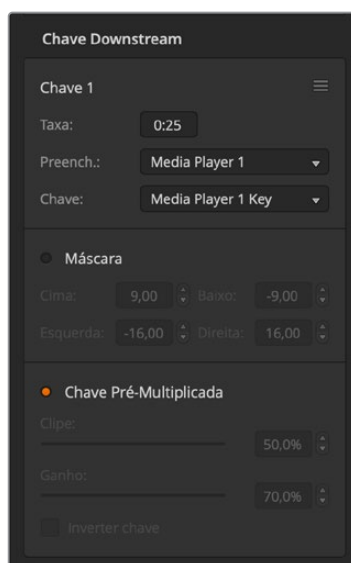 Chave Downstream
Chave 1
Taxa: 0:25
Preench.: Media Player 1
Chave: Media Player 1 Key
Máscara
Cima: 9,00 Baixo: -9,00
Esquerda: -16,00 Direita: 16,00
Chave Pré-Multiplicada
Clipe:
50,0%
Ganho:
70,0%
Inverter chave